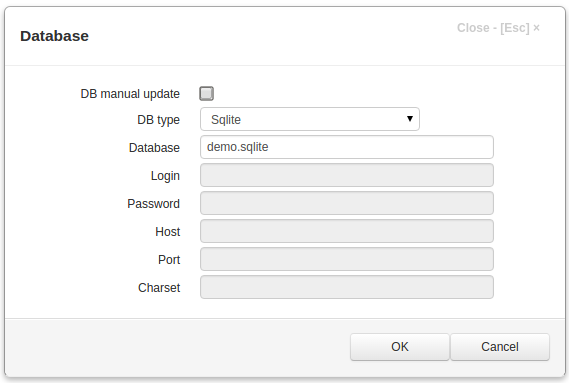 Database
Close - [Esc] ×
DB manual update
DB type Sqlite
Database demo.sqlite
Login
Password
Host
Port
Charset
OK Cancel